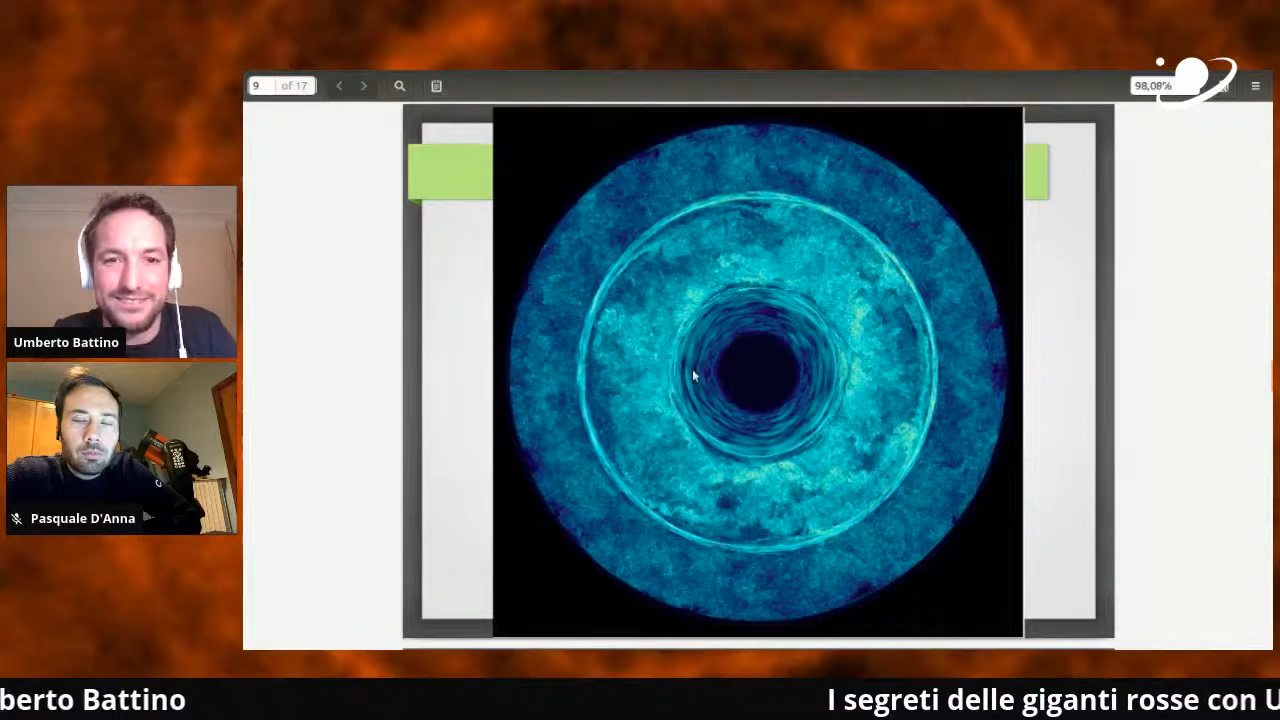 9 of 17
98,08%
Umberto Battino
Pasquale D'Anna
berto Battino
I segreti delle giganti rosse con U